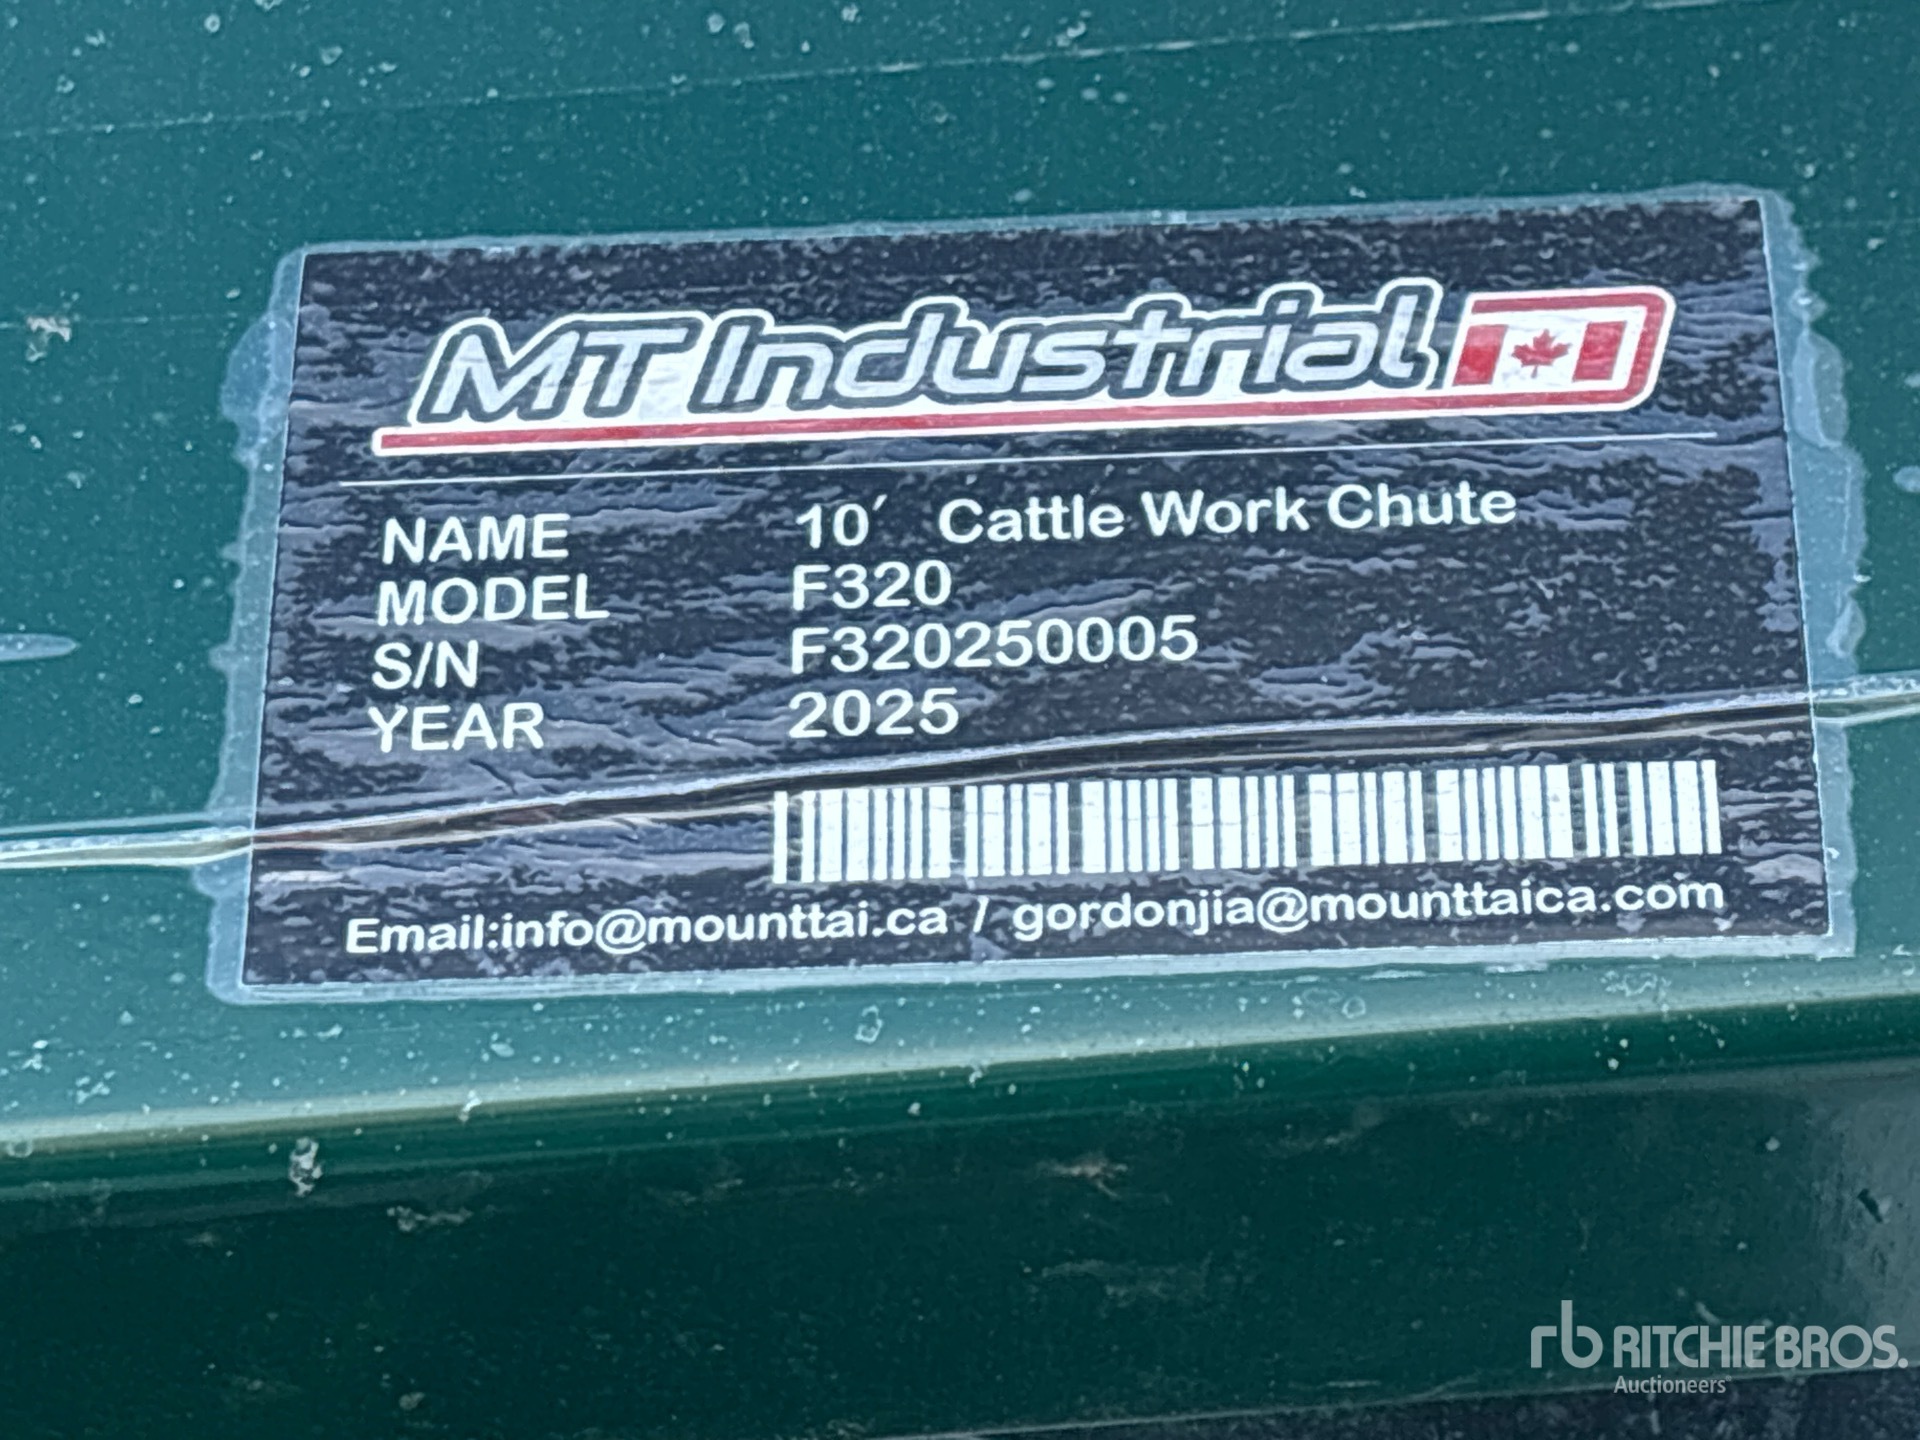 MT Industrial
NAME 10′ Cattle Work Chute
MODEL F320
S/N F320250005
YEAR 2025
Email:info@mounttai.ca / gordonjia@mounttaica.com
rb RITCHIE BROS.
Auctioneers